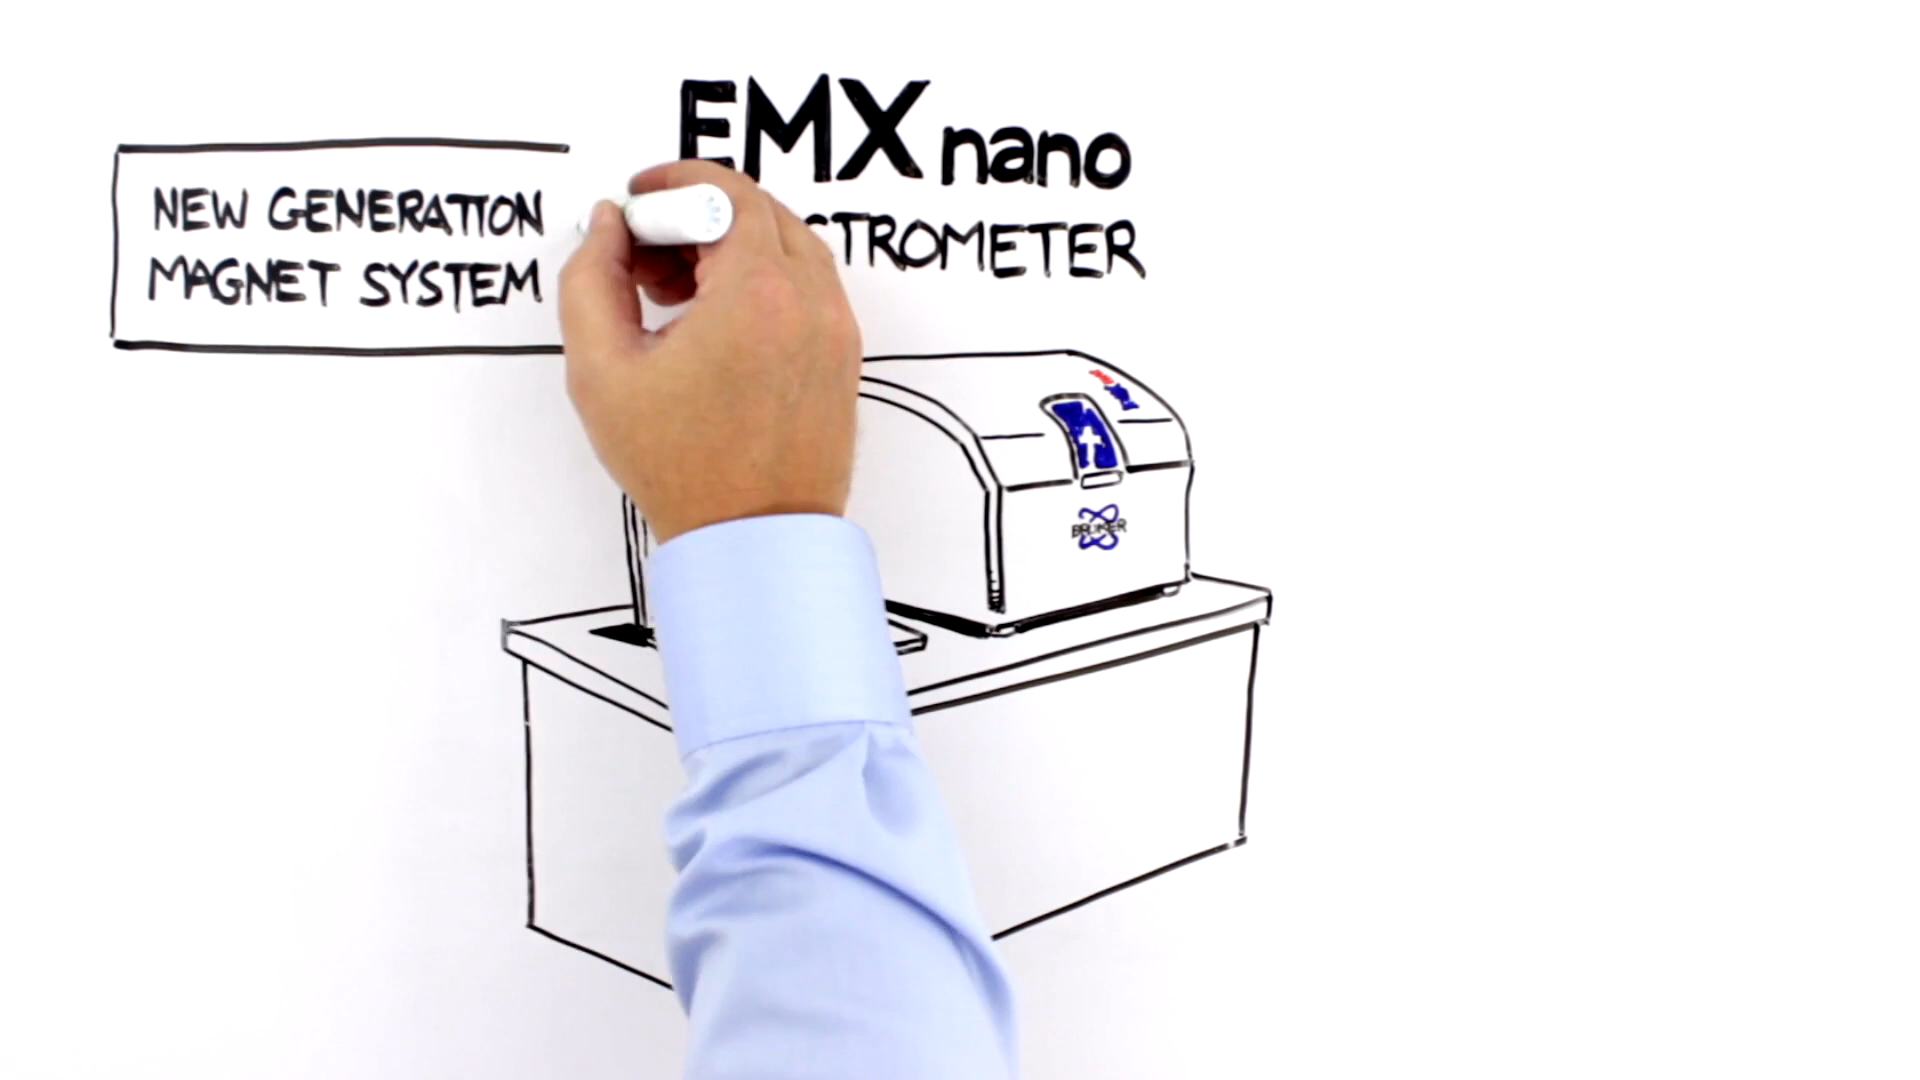 EMX nano
NEW GENERATION
MAGNET SYSTEM
CTROMETER
BRUKER